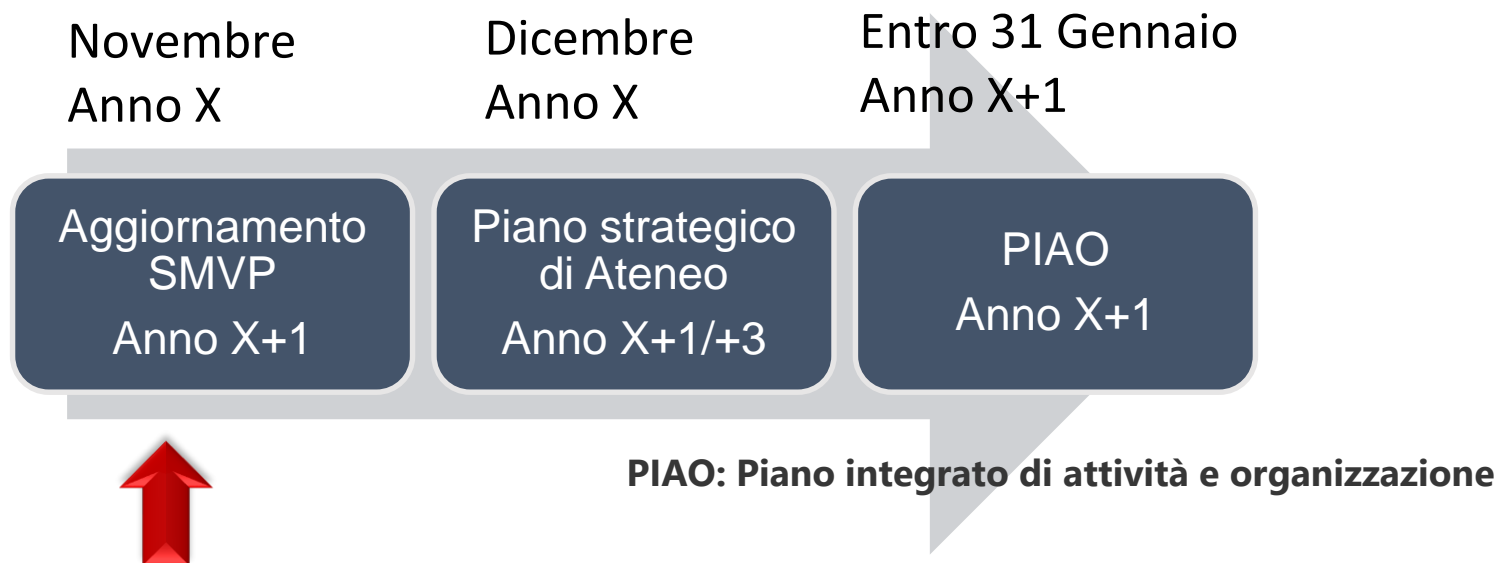 Novembre
Anno X
Dicembre
Anno X
Entro 31 Gennaio
Anno X+1
Aggiornamento
SMVP
Anno X+1
Piano strategico
di Ateneo
Anno X+1/+3
PIAO
Anno X+1
PIAO: Piano integrato di attività e organizzazione